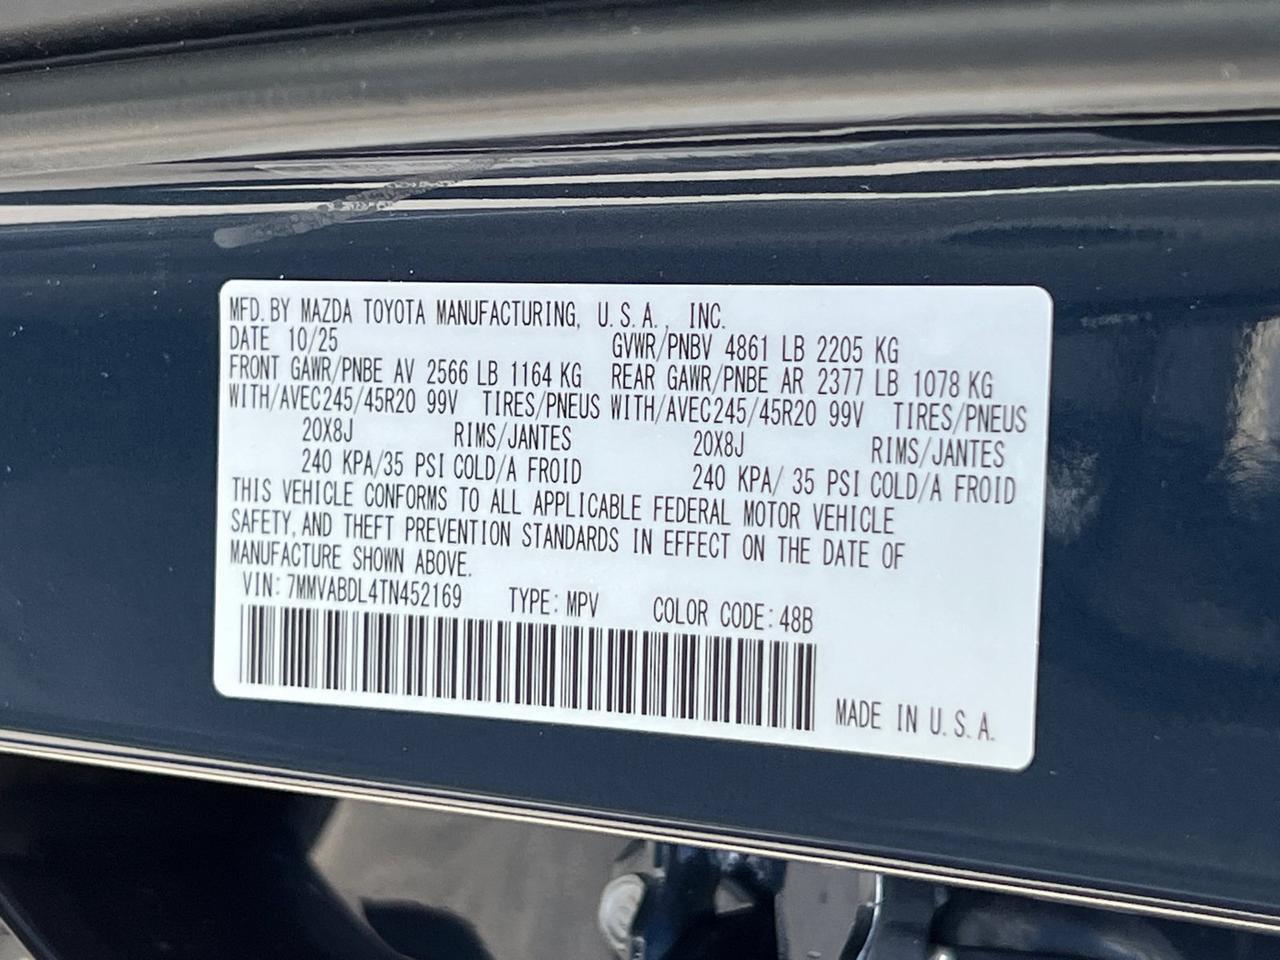 MFD. BY MAZDA TOYOTA MANUFACTURING, U.S.A., INC.
DATE 10/25 GVWR/PNBV 4861 LB 2205 KG
FRONT GAWR/PNBE AV 2566 LB 1164 KG REAR GAWR/PNBE AR 2377 LB 1078 KG
WITH/AVEC245/45R20 99V TIRES/PNEUS WITH/AVEC245/45R20 99V TIRES/PNEUS
20X8J RIMS/JANTES 20X8J RIMS/JANTES
240 KPA/35 PSI COLD/A FROID 240 KPA/ 35 PSI COLD/A FROID
THIS VEHICLE CONFORMS TO ALL APPLICABLE FEDERAL MOTOR VEHICLE
SAFETY, AND THEFT PREVENTION STANDARDS IN EFFECT ON THE DATE OF
MANUFACTURE SHOWN ABOVE.
VIN: 7MMVABDL4TN452169 TYPE: MPV COLOR CODE: 48B
MADE IN U.S.A.